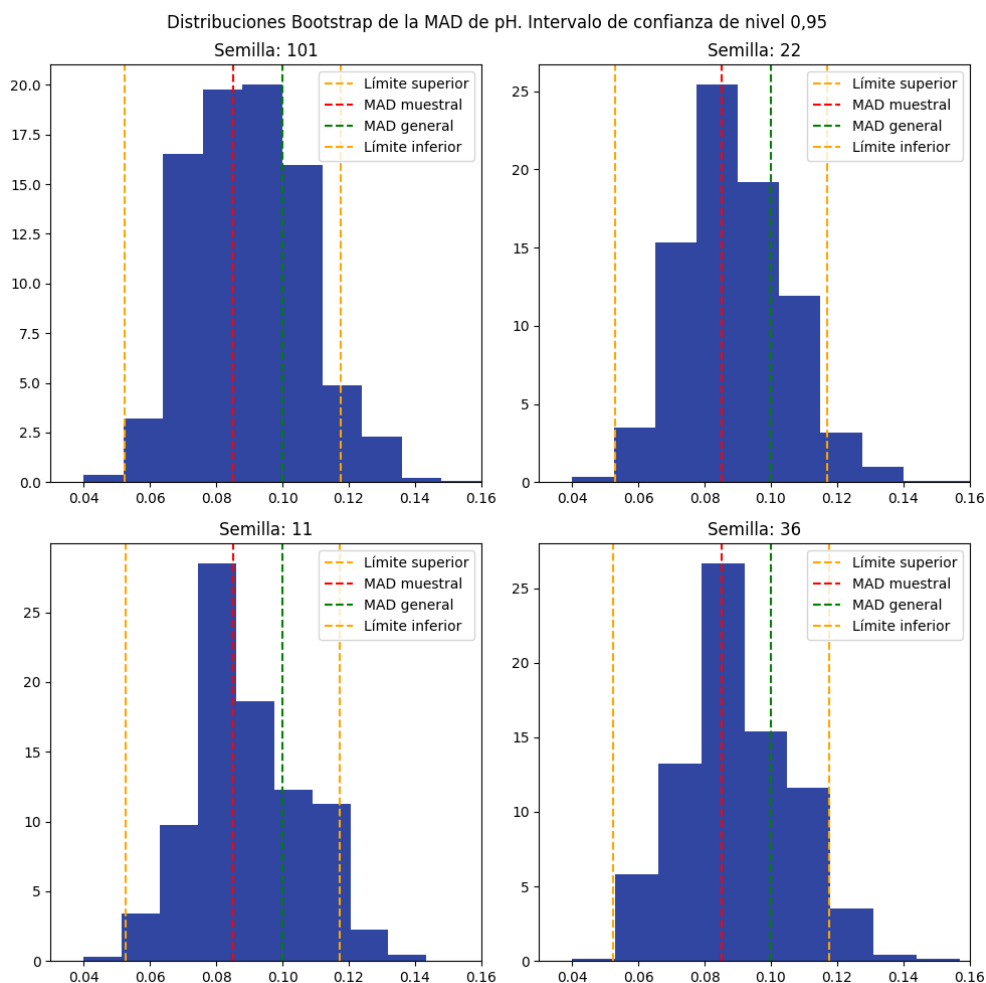 Distribuciones Bootstrap de la MAD de pH. Intervalo de confianza de nivel 0,95
Semilla: 101
20.0
17.5
15.0
12.5
10.0
7.5
5.0
2.5
0.0
0.04 0.06 0.08 0.10 0.12 0.14 0.16
Límite superior
MAD muestral
MAD general
Límite inferior
Semilla: 22
25
20
15
10
5
0
0.04 0.06 0.08 0.10 0.12 0.14 0.16
Límite superior
MAD muestral
MAD general
Límite inferior
Semilla: 11
25
20
15
10
5
0
0.04 0.06 0.08 0.10 0.12 0.14 0.16
Límite superior
MAD muestral
MAD general
Límite inferior
Semilla: 36
25
20
15
10
5
0
0.04 0.06 0.08 0.10 0.12 0.14 0.16
Límite superior
MAD muestral
MAD general
Límite inferior